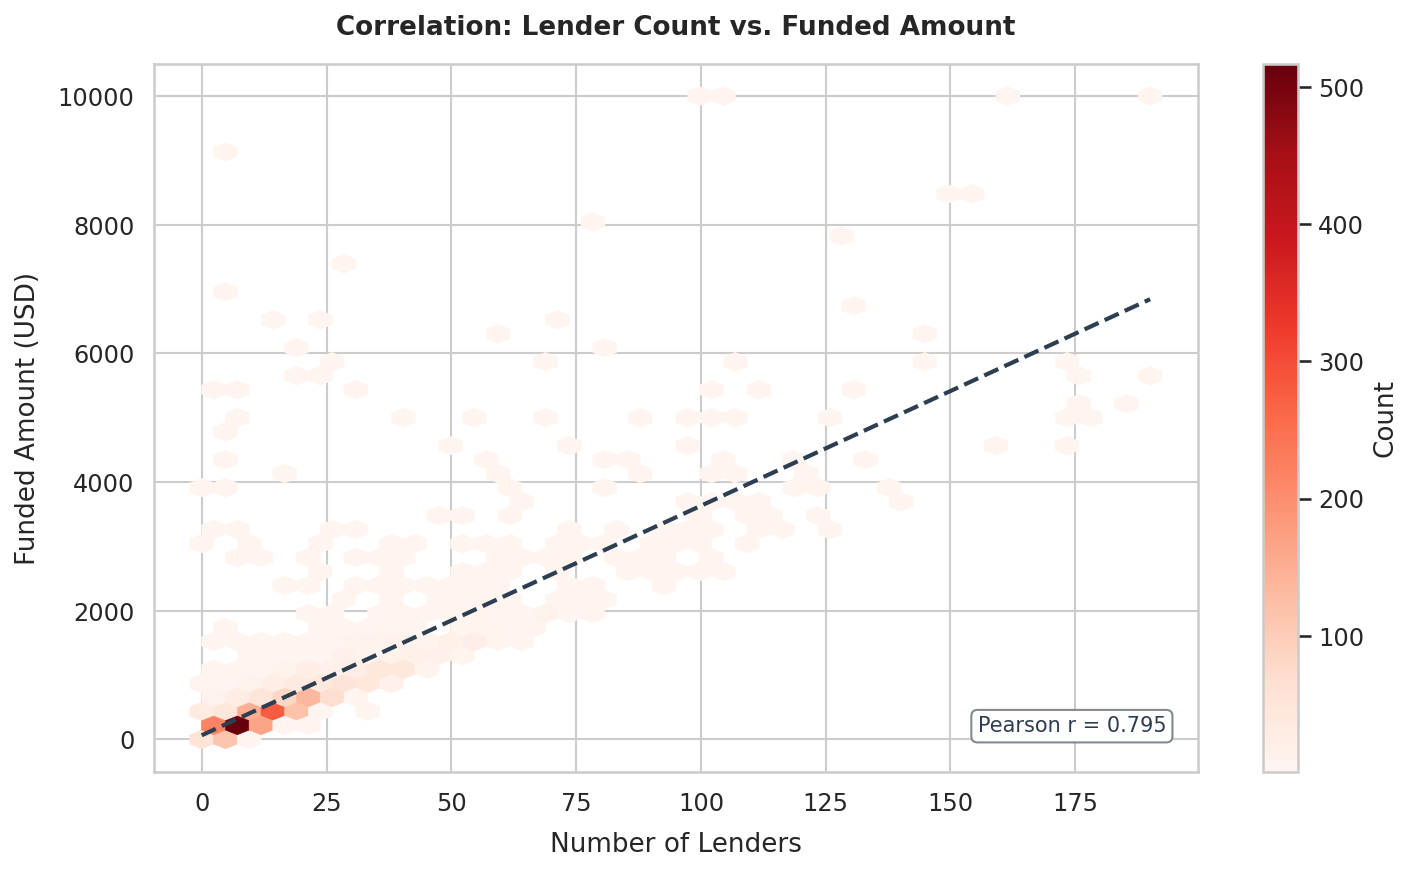 Correlation: Lender Count vs. Funded Amount
10000
8000
6000
4000
2000
0
Funded Amount (USD)
0 25 50 75 100 125 150 175
Number of Lenders
Pearson r = 0.795
500
400
300
200
100
Count